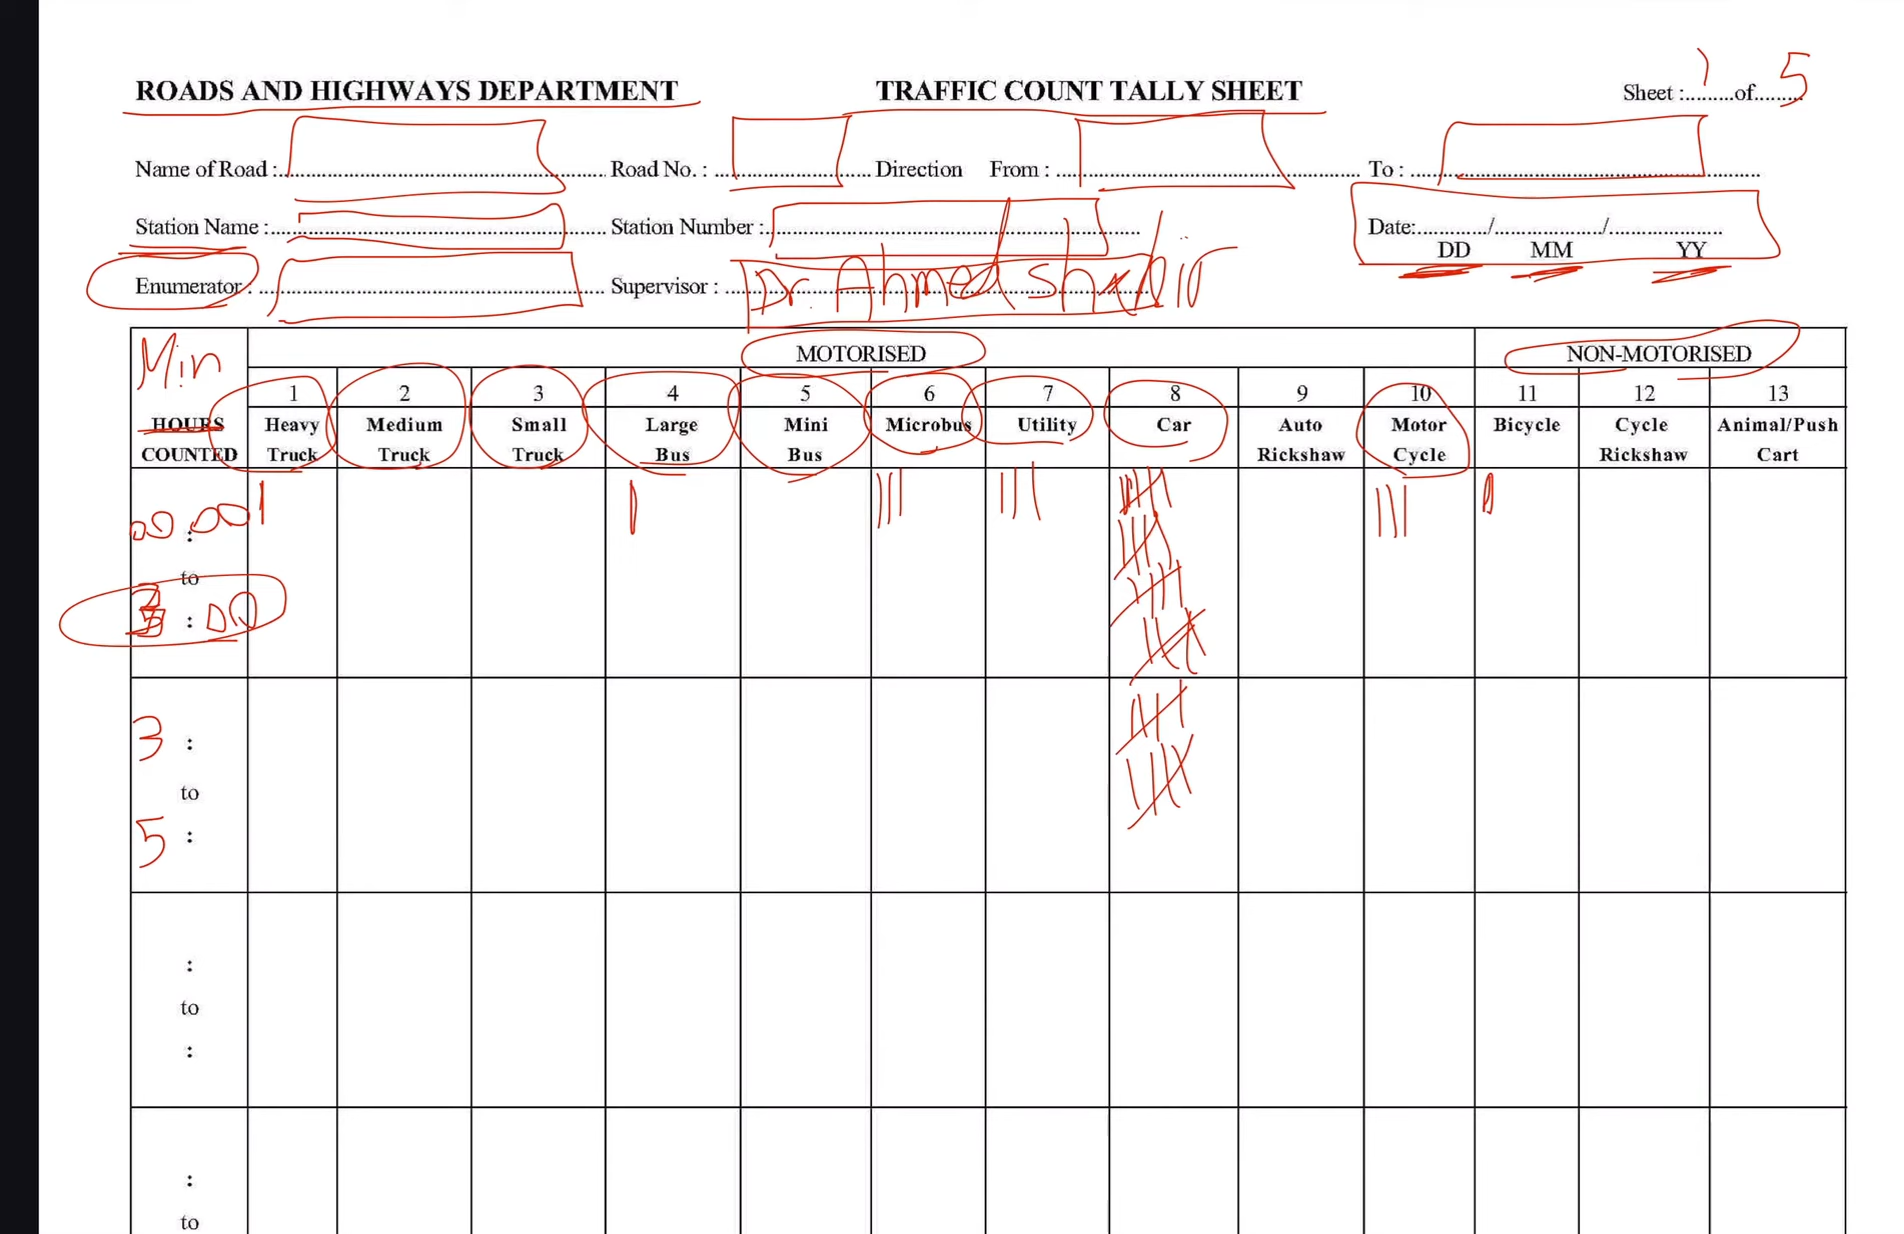 ROADS AND HIGHWAYS DEPARTMENT TRAFFIC COUNT TALLY SHEET Sheet :.........of......... 1 5
Name of Road :.......... Road No. : .......... Direction From : .......... To : ..........
Station Name :.......... Station Number :.......... Date:............/.................../....................
DD MM YY
Enumerator : .......... Supervisor : .......... Dr. Ahmed
Min MOTORISED NON-MOTORISED
1 2 3 4 5 6 7 8 9 10 11 12 13
HOURS Heavy Medium Small Large Mini Microbus Utility Car Auto Motor Bicycle Cycle Animal/Push
COUNTED Truck Truck Truck Bus Bus Rickshaw Cycle Rickshaw Cart
00 : 00
to
3 : 00
3 :
to
5 :
:
to
:
:
to